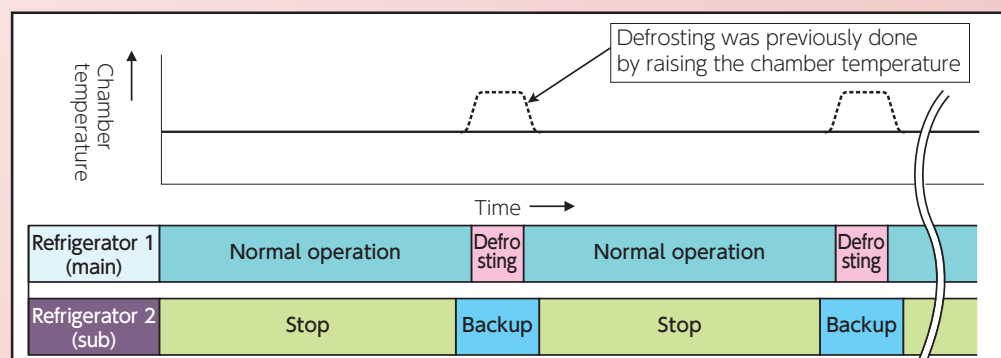 Defrosting was previously done
by raising the chamber temperature
Chamber
temperature
Time
Refrigerator 1
(main)
Normal operation
Defro
sting
Normal operation
Defro
sting
Refrigerator 2
(sub)
Stop
Backup
Stop
Backup